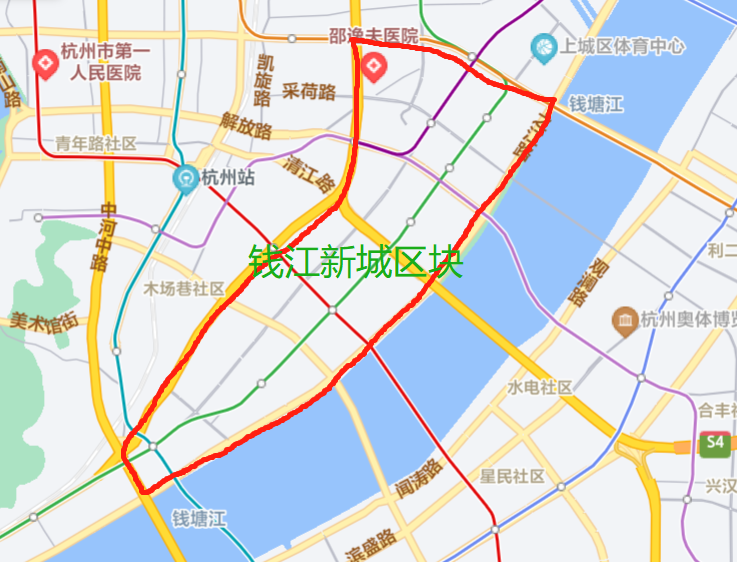 邵逸夫医院
上城区体育中心
杭州市第一
人民医院
凯旋路
采荷路
钱塘江
解放路
青年路社区
清江路
杭州站
中河中路
钱江新城区块
利二
观澜路
木场巷社区
美术馆街
杭州奥体博览
水电社区
合丰社
S4
闻涛路
星民社区
兴汉
钱塘江
滨盛路